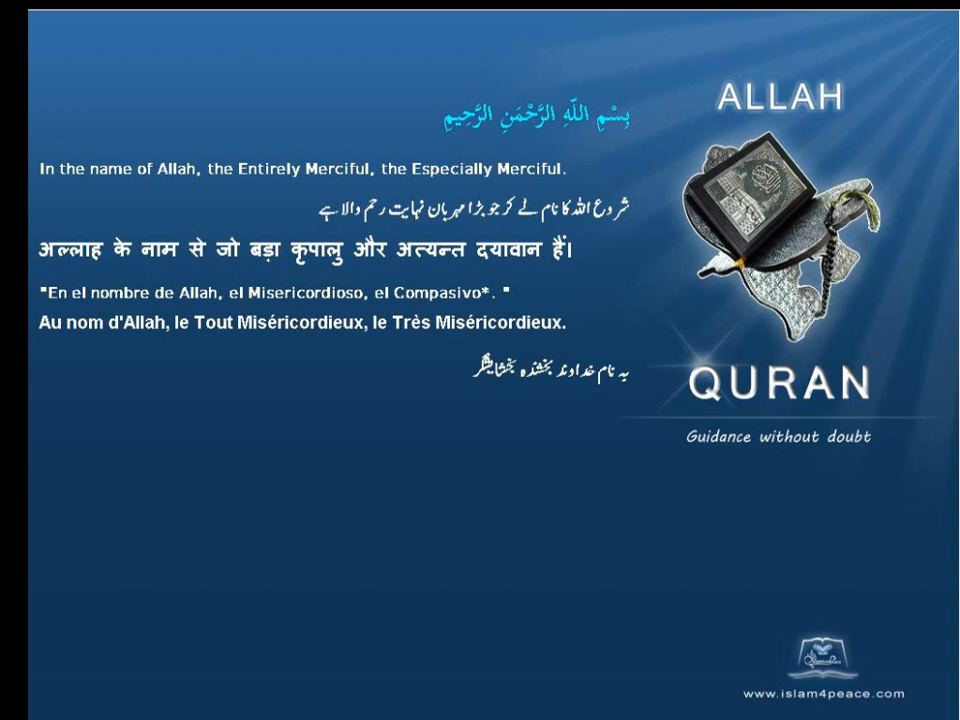 بِسْمِ اللّهِ الرَّحْمَنِ الرَّحِيمِ
In the name of Allah, the Entirely Merciful, the Especially Merciful.
شروع الله کا نام لے کر جو بڑا مہربان نہایت رحم والا ہے
अल्लाह के नाम से जो बड़ा कृपालु और अत्यन्त दयावान हैं।
"En el nombre de Allah, el Misericordioso, el Compasivo*. "
Au nom d'Allah, le Tout Miséricordieux, le Très Miséricordieux.
به نام خداوند بخشنده بخشایشگر
ALLAH
QURAN
Guidance without doubt
www.islam4peace.com